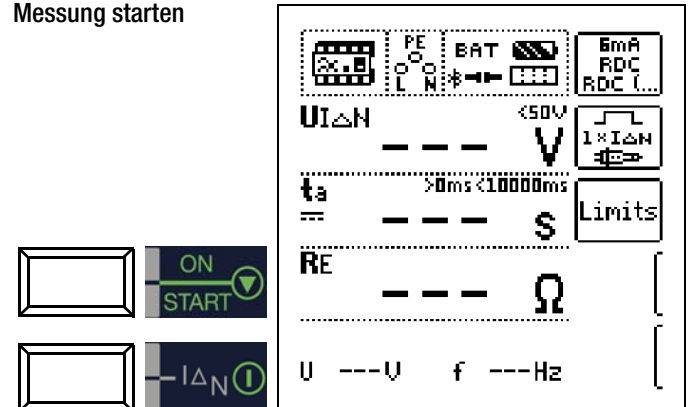 Messung starten
PE
L N
BAT
6mA
RDC
RDC (...
UI△N
<50V
--- V
1×I△N
ta
>0ms<10000ms
--- s
Limits
ON
START
RE
--- Ω
I△N
U ---V f ---Hz